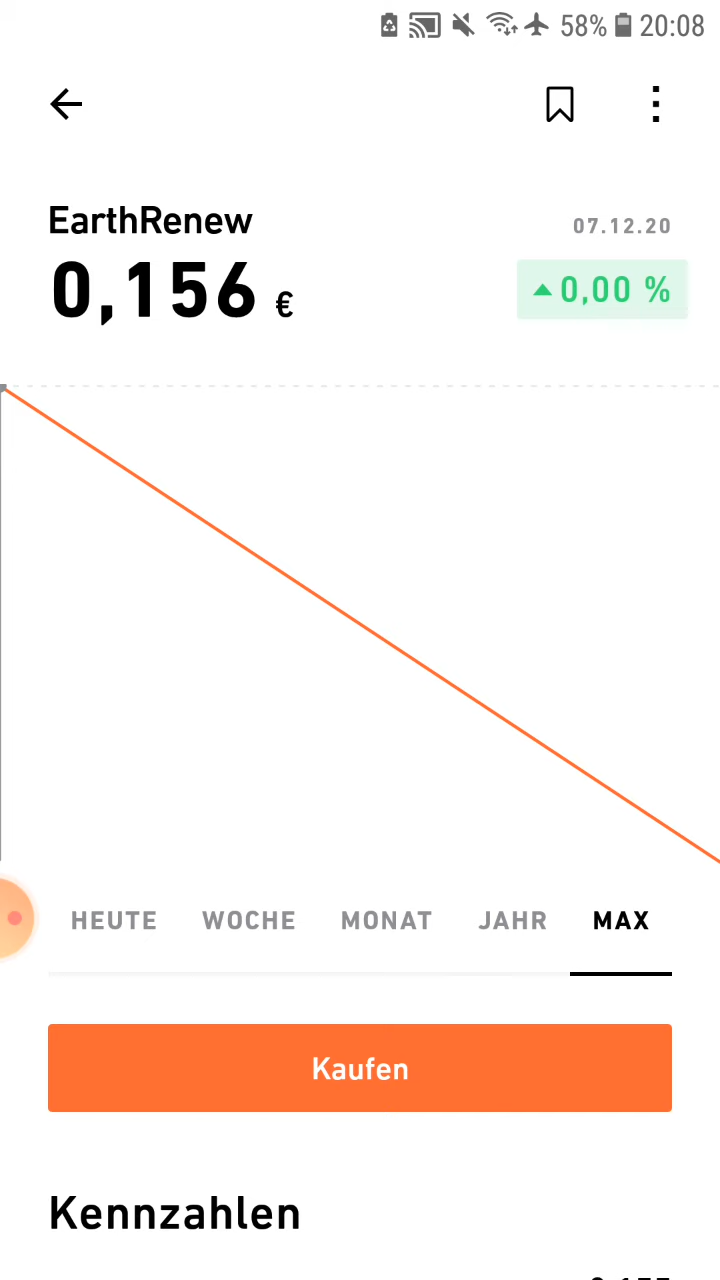 58% 20:08
EarthRenew
07.12.20
0,156 €
0,00 %
HEUTE WOCHE MONAT JAHR MAX
Kaufen
Kennzahlen